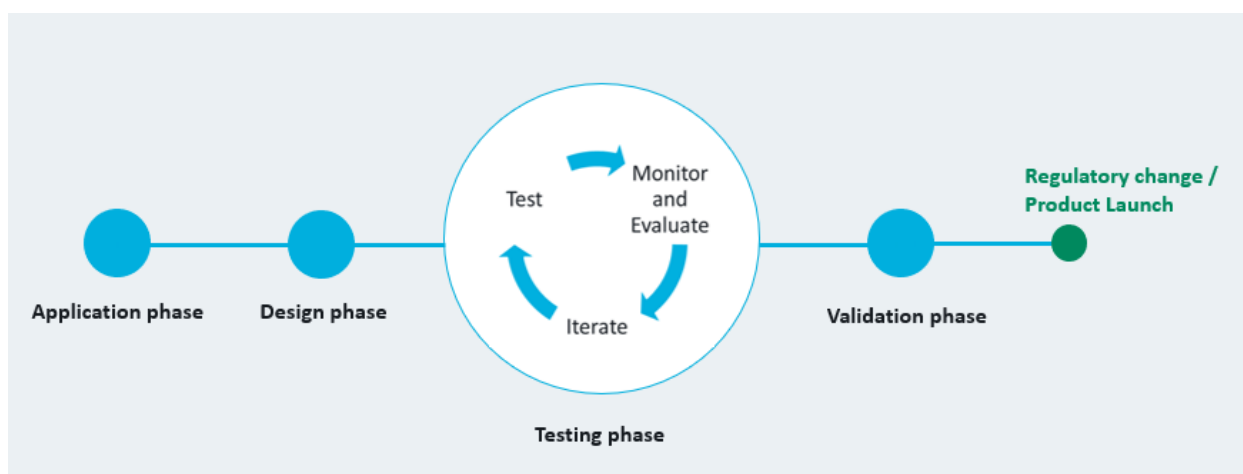 Application phase
Design phase
Test
Monitor
and
Evaluate
Iterate
Testing phase
Validation phase
Regulatory change /
Product Launch